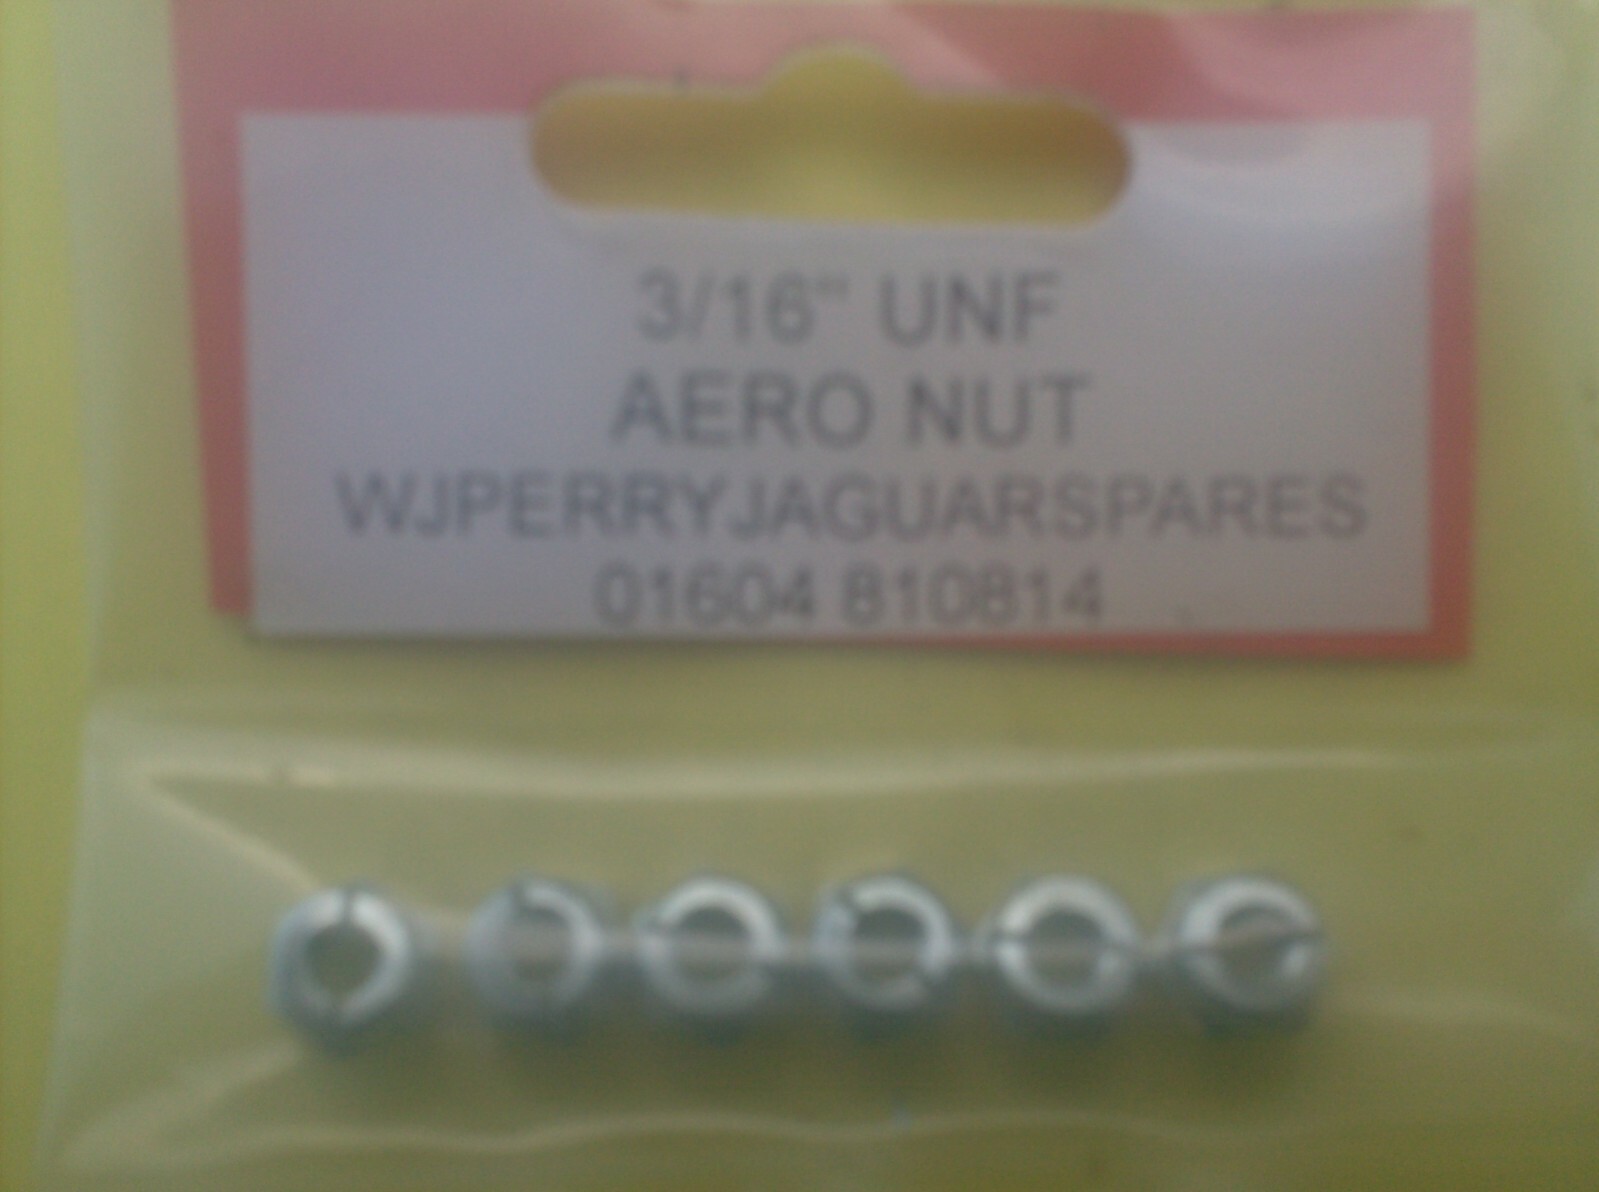 3/16" UNF
AERO NUT
WJPERRYJAGUARSPARES
01604 810814